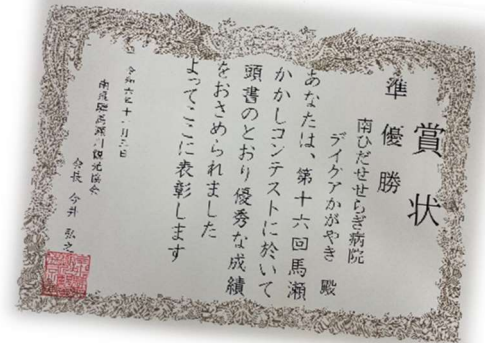 賞状
準優勝
南ひだせせらぎ病院
デイケアかがやき 殿
あなたは、第十六回馬瀬
かかしコンテストに於いて
頭書のとおり優秀な成績
をおさめられました
よってここに表彰します
令和六年十一月三日
馬瀬川観光協会
会長 今井 弘之